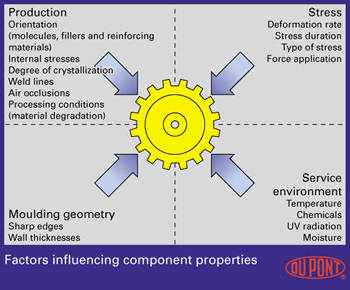 Production
Orientation
(molecules, fillers and reinforcing
materials)
Internal stresses
Degree of crystallization
Weld lines
Air occlusions
Processing conditions
(material degradation)
Stress
Deformation rate
Stress duration
Type of stress
Force application
Moulding geometry
Sharp edges
Wall thicknesses
Service
environment
Temperature
Chemicals
UV radiation
Moisture
Factors influencing component properties
DUPONT